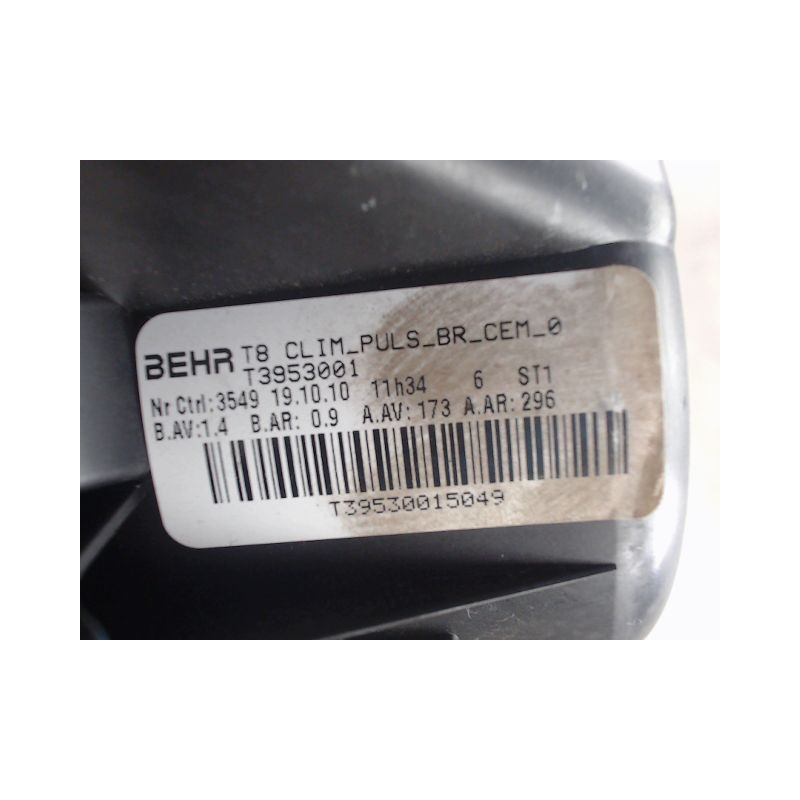 BEHR T8 CLIM_PULS_BR_CEM_0
T3953001
Nr Ctrl:3549 19.10.10 11h34 6 ST1
B.AV:1.4 B.AR: 0.9 A.AV:173 A.AR:296
T39530015049